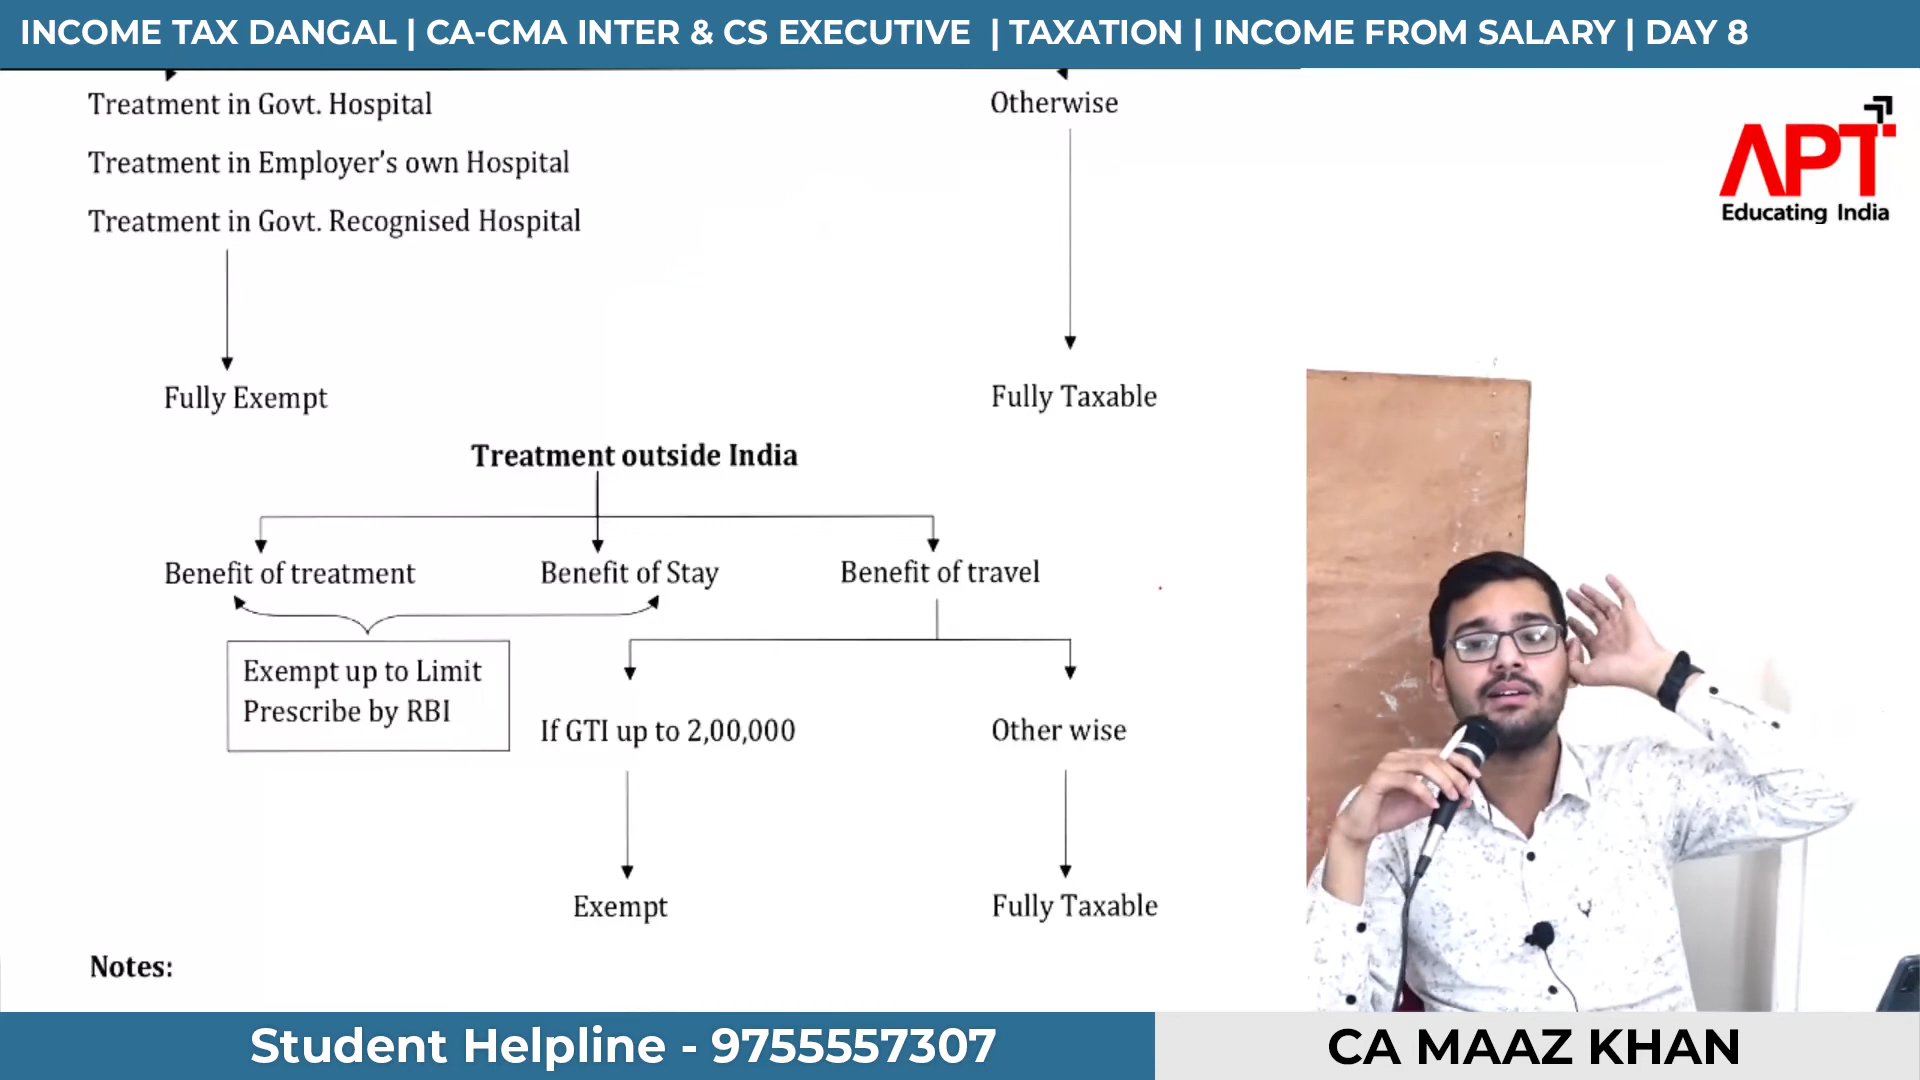 INCOME TAX DANGAL | CA-CMA INTER & CS EXECUTIVE | TAXATION | INCOME FROM SALARY | DAY 8
APT
Educating India
Treatment in Govt. Hospital
Otherwise
Treatment in Employer's own Hospital
Treatment in Govt. Recognised Hospital
Fully Exempt
Fully Taxable
Treatment outside India
Benefit of treatment
Benefit of Stay
Benefit of travel
Exempt up to Limit
Prescribe by RBI
If GTI up to 2,00,000
Other wise
Exempt
Fully Taxable
Notes:
Student Helpline - 9755557307
CA MAAZ KHAN